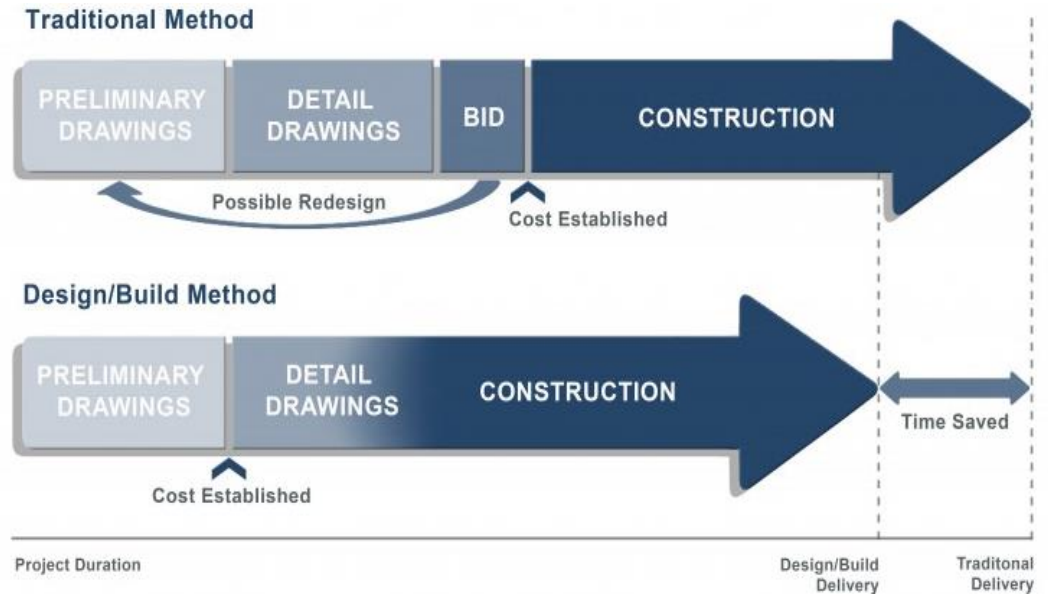 Traditional Method
PRELIMINARY
DRAWINGS
DETAIL
DRAWINGS
BID
CONSTRUCTION
Possible Redesign
Cost Established
Design/Build Method
PRELIMINARY
DRAWINGS
DETAIL
DRAWINGS
CONSTRUCTION
Time Saved
Cost Established
Project Duration
Design/Build
Delivery
Traditonal
Delivery